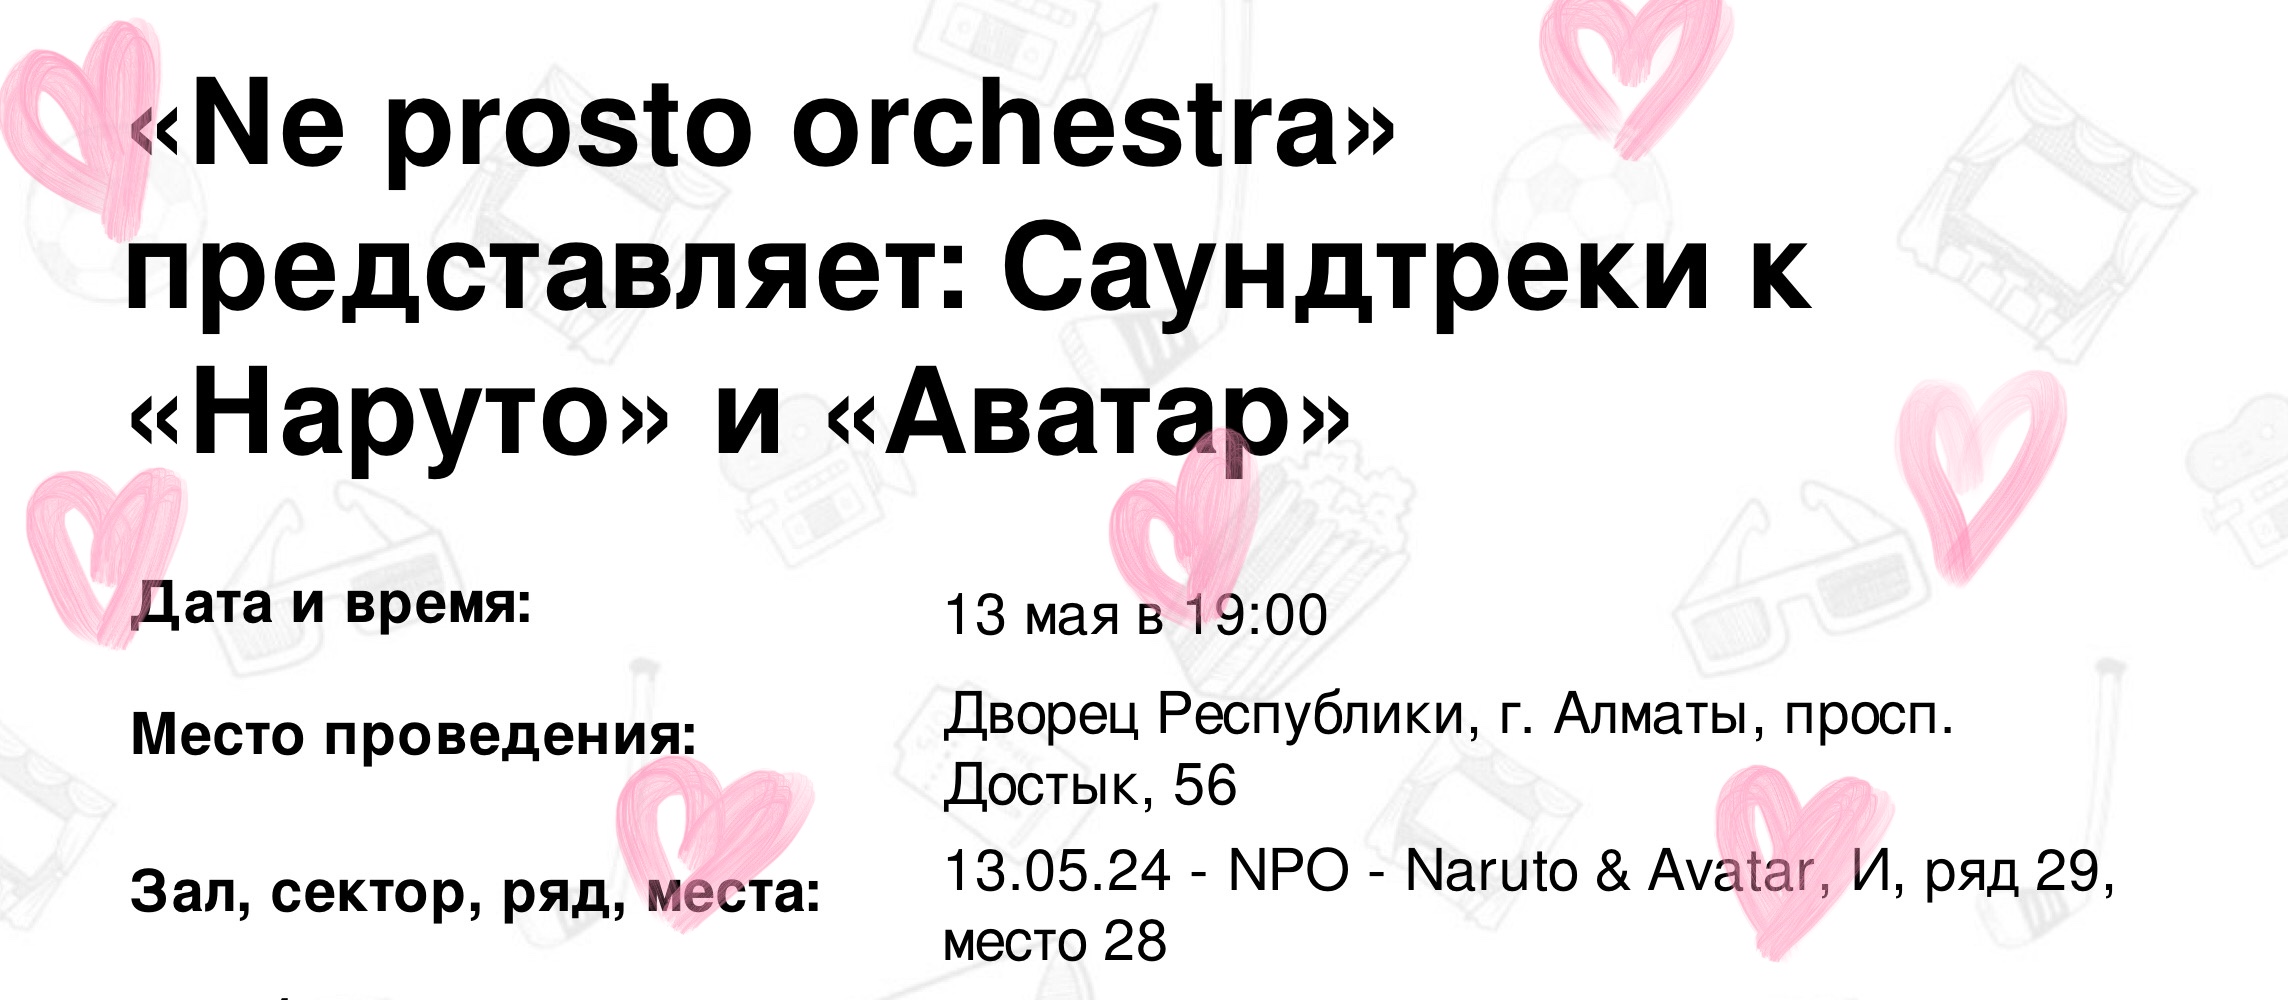 «Ne prosto orchestra»
представляет: Саундтреки к
«Наруто» и «Аватар»
Дата и время:
13 мая в 19:00
Место проведения:
Дворец Республики, г. Алматы, просп.
Достык, 56
Зал, сектор, ряд, места:
13.05.24 - NPO - Naruto & Avatar, И, ряд 29,
место 28